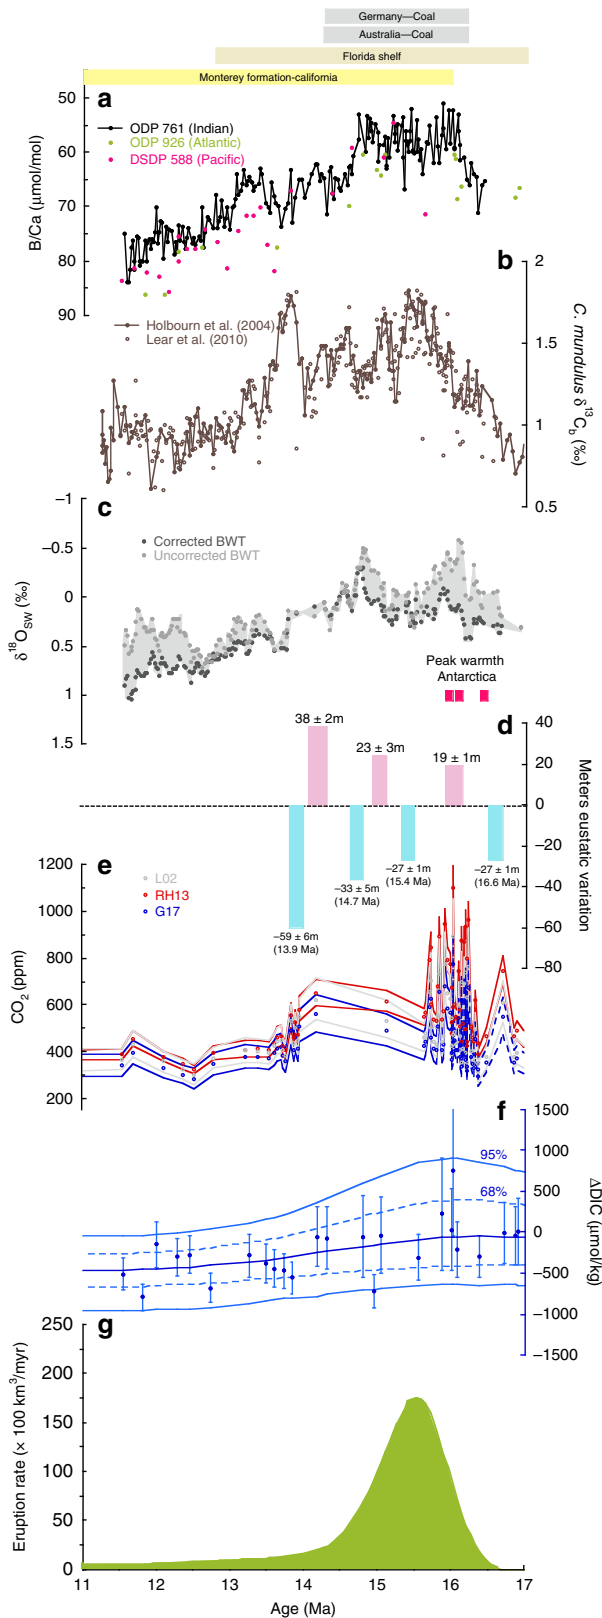 Germany—Coal
Australia—Coal
Florida shelf
Monterey formation-california
a
50
60
70
80
90
B/Ca (μmol/mol)
ODP 761 (Indian)
ODP 926 (Atlantic)
DSDP 588 (Pacific)
b
2
1.5
1
0.5
C. mundulus δ13Cb (‰)
Holbourn et al. (2004)
Lear et al. (2010)
c
−1
−0.5
0
0.5
1
1.5
δ18OSW (‰)
Corrected BWT
Uncorrected BWT
Peak warmth
Antarctica
d
40
20
0
−20
−40
−60
−80
Meters eustatic variation
38 ± 2m
23 ± 3m
19 ± 1m
−59 ± 6m
(13.9 Ma)
−33 ± 5m
(14.7 Ma)
−27 ± 1m
(15.4 Ma)
−27 ± 1m
(16.6 Ma)
e
1200
1000
800
600
400
200
CO2 (ppm)
L02
RH13
G17
f
1500
1000
500
0
−500
−1000
−1500
ΔDIC
(μmol/kg)
95%
68%
g
250
200
150
100
50
0
Eruption rate (× 100 km3/myr)
11 12 13 14 15 16 17
Age (Ma)